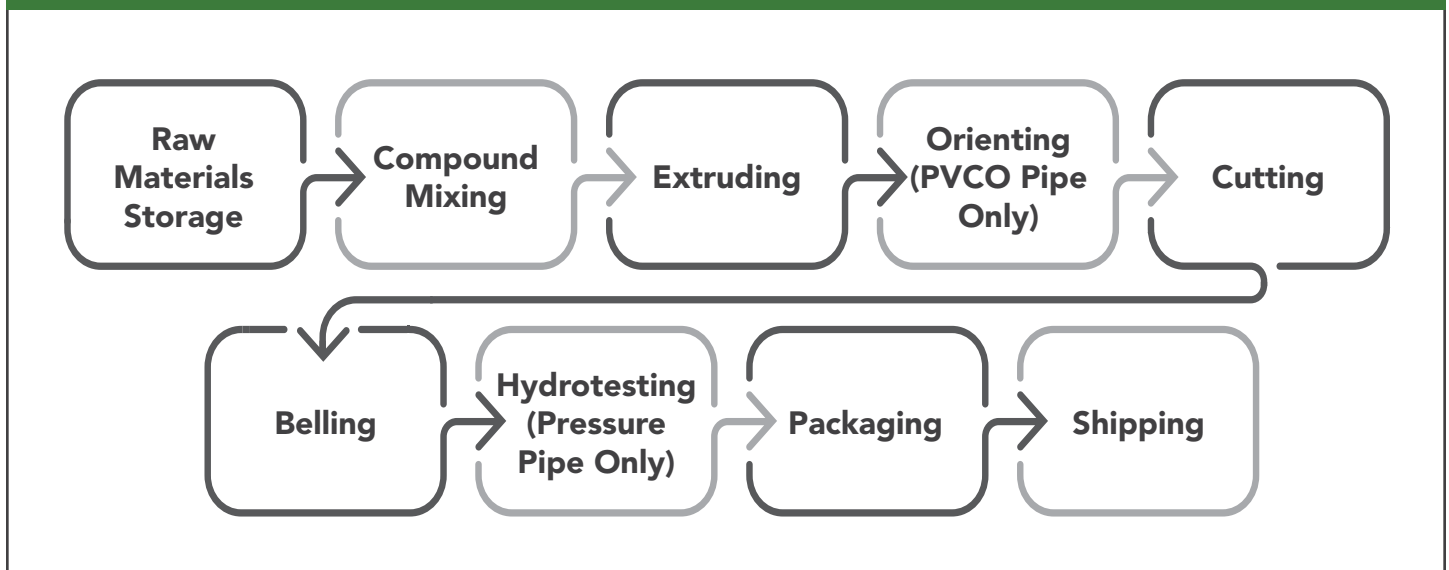 Raw
Materials
Storage
Compound
Mixing
Extruding
Orienting
(PVCO Pipe
Only)
Cutting
Belling
Hydrotesting
(Pressure
Pipe Only)
Packaging
Shipping